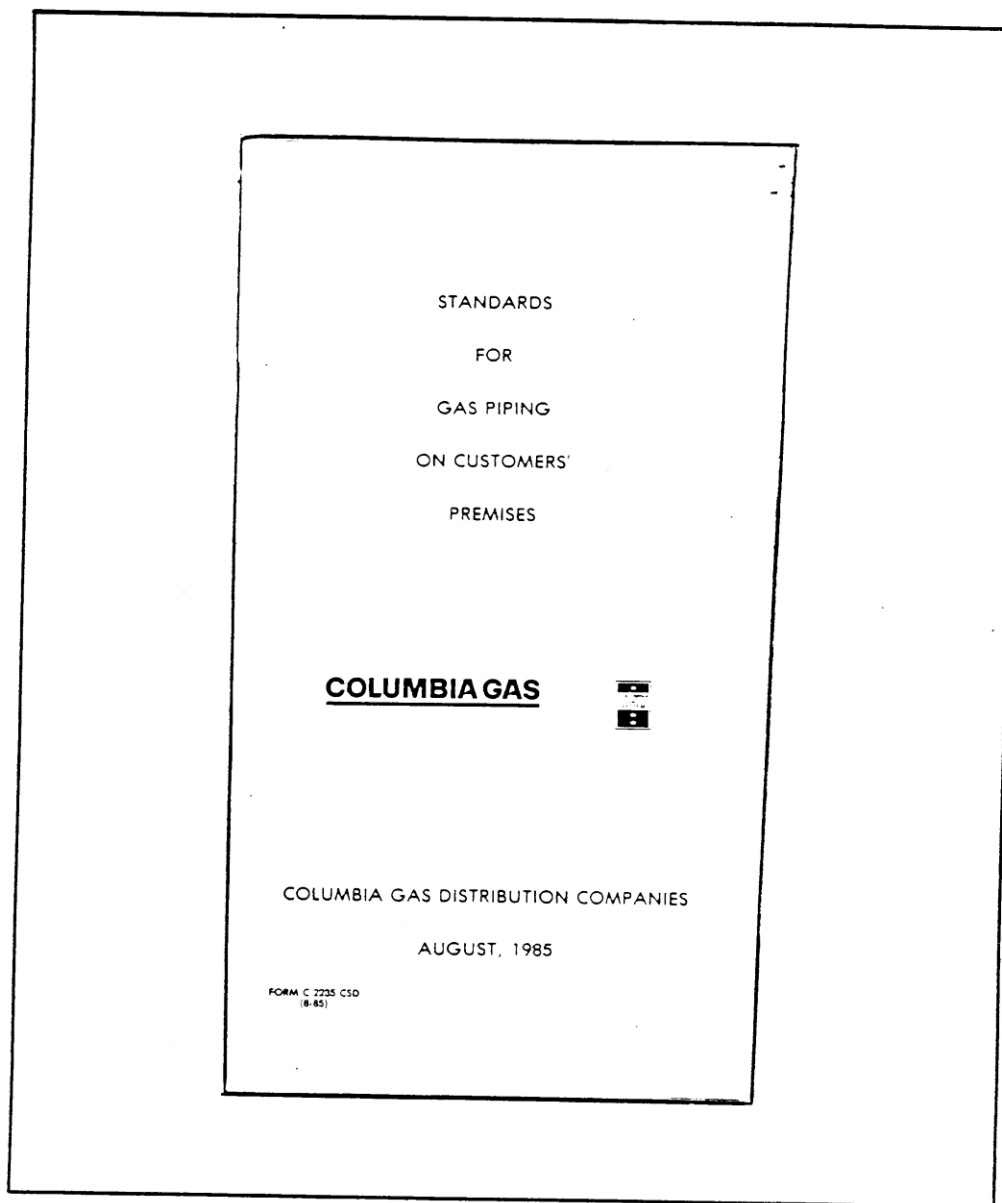 STANDARDS
FOR
GAS PIPING
ON CUSTOMERS'
PREMISES
COLUMBIA GAS
COLUMBIA GAS DISTRIBUTION COMPANIES
AUGUST, 1985
FORM C 2235 CSD
(8-85)